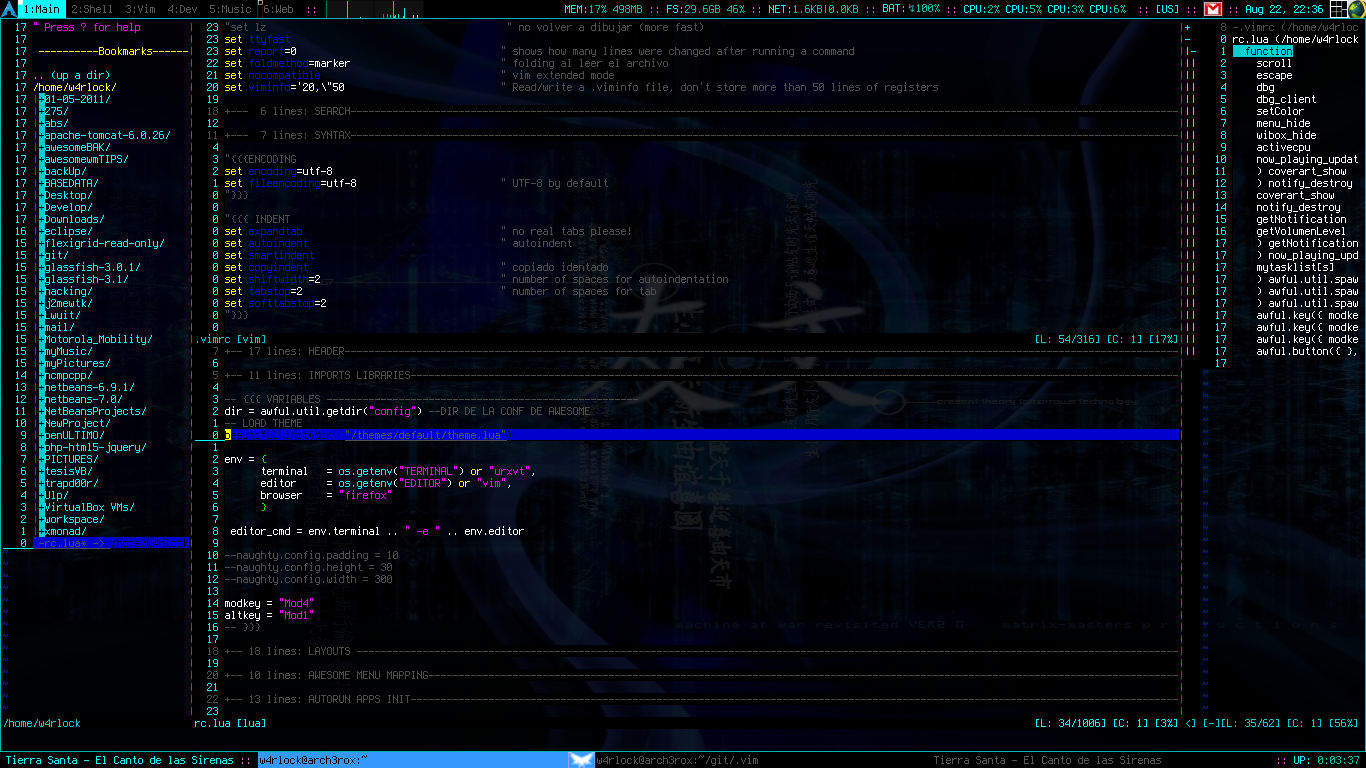 1:Main 2:Shell 3:Vim 4:Dev 5:Music 6:Web :: MEM:17% 498MB :: FS:29.6GB 46% :: NET:1.6KB|0.0KB :: BAT:↯100% :: CPU:2% CPU:5% CPU:3% CPU:6% :: [US] :: :: Aug 22, 22:36
17 " Press ? for help
17
17 ----------Bookmarks------
17
17 .. (up a dir)
17 /home/w4rlock/
17 +01-05-2011/
17 +275/
17 +abs/
17 +apache-tomcat-6.0.26/
17 +awesomeBAK/
17 +awesomewmTIPS/
17 +backUp/
17 +BASEDATA/
17 +Desktop/
17 +Develop/
17 +Downloads/
16 +eclipse/
15 +flexigrid-read-only/
15 +git/
15 +glassfish-3.0.1/
15 +glassfish-3.1/
15 +hacking/
15 +j2mewtk/
15 +Lwuit/
15 +mail/
15 +Motorola_Mobility/
15 +myMusic/
15 +myPictures/
14 +ncmpcpp/
13 +netbeans-6.9.1/
12 +netbeans-7.0/
11 +NetBeansProjects/
10 +NewProject/
9 +penULTIMO/
8 +php-html5-jquery/
7 +PICTURES/
6 +tesisVB/
5 +trapd00r/
4 +Ulp/
3 +VirtualBox VMs/
2 +workspace/
1 +xmonad/
0 -rc.lua* ->
/home/w4rlock
23 "set lz " no volver a dibujar (more fast)
24 set ttyfast
23 set report=0 " shows how many lines were changed after running a command
22 set foldmethod=marker " folding al leer el archivo
21 set nocompatible " vim extended mode
20 set viminfo='20,\"50 " Read/write a .viminfo file, don't store more than 50 lines of registers
19
18 +--- 6 lines: SEARCH
12
11 +--- 7 lines: SYNTAX
4
3 "{{{ENCODING
2 set encoding=utf-8
1 set fileencoding=utf-8 " UTF-8 by default
0 "}}}
0
0 "{{{ INDENT
0 set expandtab " no real tabs please!
0 set autoindent " autoindent
0 set smartindent
0 set copyindent " copiado identado
0 set shiftwidth=2 " number of spaces for autoindentation
0 set tabstop=2 " number of spaces for tab
0 set softtabstop=2
0 "}}}
0
.vimrc [vim] [L: 54/316] [C: 1] [17%]
7 +-- 17 lines: HEADER
6
5 +-- 11 lines: IMPORTS LIBRARIES
4
3 -- {{{ VARIABLES
2 dir = awful.util.getdir("config") --DIR DE LA CONF DE AWESOME
1 -- LOAD THEME
0 "/themes/default/theme.lua"
1
2 env = {
3 terminal = os.getenv("TERMINAL") or "urxvt",
4 editor = os.getenv("EDITOR") or "vim",
5 browser = "firefox"
6 }
7
8 editor_cmd = env.terminal .. " -e " .. env.editor
9
10 --naughty.config.padding = 10
11 --naughty.config.height = 30
12 --naughty.config.width = 300
13
14 modkey = "Mod4"
15 altkey = "Mod1"
16 -- }}}
17
18 +-- 18 lines: LAYOUTS
19
20 +-- 10 lines: AWESOME MENU MAPPING
21
22 +-- 13 lines: AUTORUN APPS INIT
23
rc.lua [lua] [L: 34/1006] [C: 1] [3%]
8 -.vimrc (/home/w4rlock
0 rc.lua (/home/w4rlock
1 function
2 scroll
3 escape
4 dbg
5 dbg_client
6 setColor
7 menu_hide
8 wibox_hide
9 activecpu
10 now_playing_updat
11 ) coverart_show
12 ) notify_destroy
13 coverart_show
14 notify_destroy
15 getNotification
16 getVolumenLevel
17 ) getNotification
17 ) now_playing_upd
17 mytasklist[s]
17 ) awful.util.spaw
17 ) awful.util.spaw
17 ) awful.util.spaw
17 awful.key({ modke
17 awful.key({ modke
17 awful.key({ modke
17 awful.button({ },
17
<] [-][L: 35/62] [C: 1] [56%]
Tierra Santa - El Canto de las Sirenas :: w4rlock@arch3rox:~ w4rlock@arch3rox:~/git/.vim Tierra Santa - El Canto de las Sirenas :: UP: 0:03:37